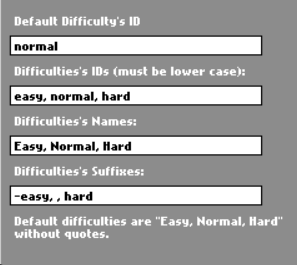 Default Difficulty's ID
normal
Difficulties's IDs (must be lower case):
easy, normal, hard
Difficulties's Names:
Easy, Normal, Hard
Difficulties's Suffixes:
-easy, , hard
Default difficulties are "Easy, Normal, Hard"
without quotes.